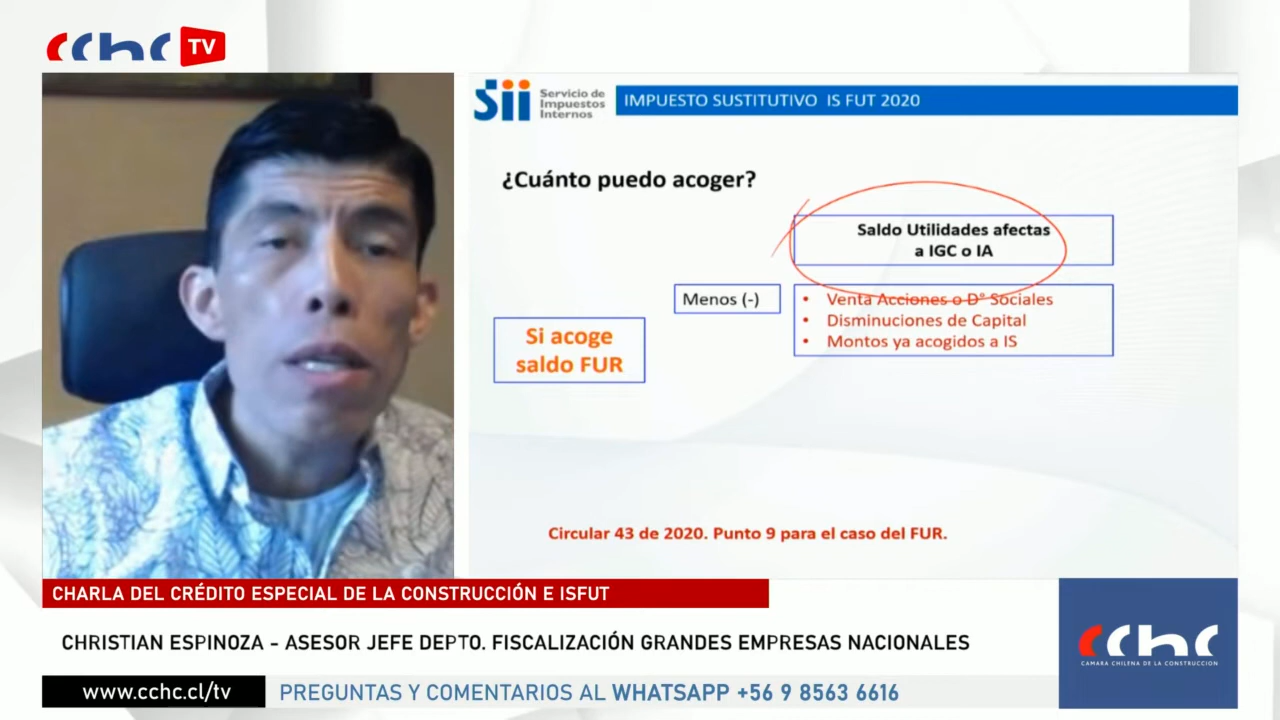 cchc TV
Sii Servicio de
Impuestos
Internos
IMPUESTO SUSTITUTIVO IS FUT 2020
¿Cuánto puedo acoger?
Saldo Utilidades afectas
a IGC o IA
Menos (-)
• Venta Acciones o D° Sociales
• Disminuciones de Capital
• Montos ya acogidos a IS
Si acoge
saldo FUR
Circular 43 de 2020. Punto 9 para el caso del FUR.
CHARLA DEL CRÉDITO ESPECIAL DE LA CONSTRUCCIÓN E ISFUT
CHRISTIAN ESPINOZA - ASESOR JEFE DEPTO. FISCALIZACIÓN GRANDES EMPRESAS NACIONALES
cchc
CAMARA CHILENA DE LA CONSTRUCCION
www.cchc.cl/tv
PREGUNTAS Y COMENTARIOS AL WHATSAPP +56 9 8563 6616